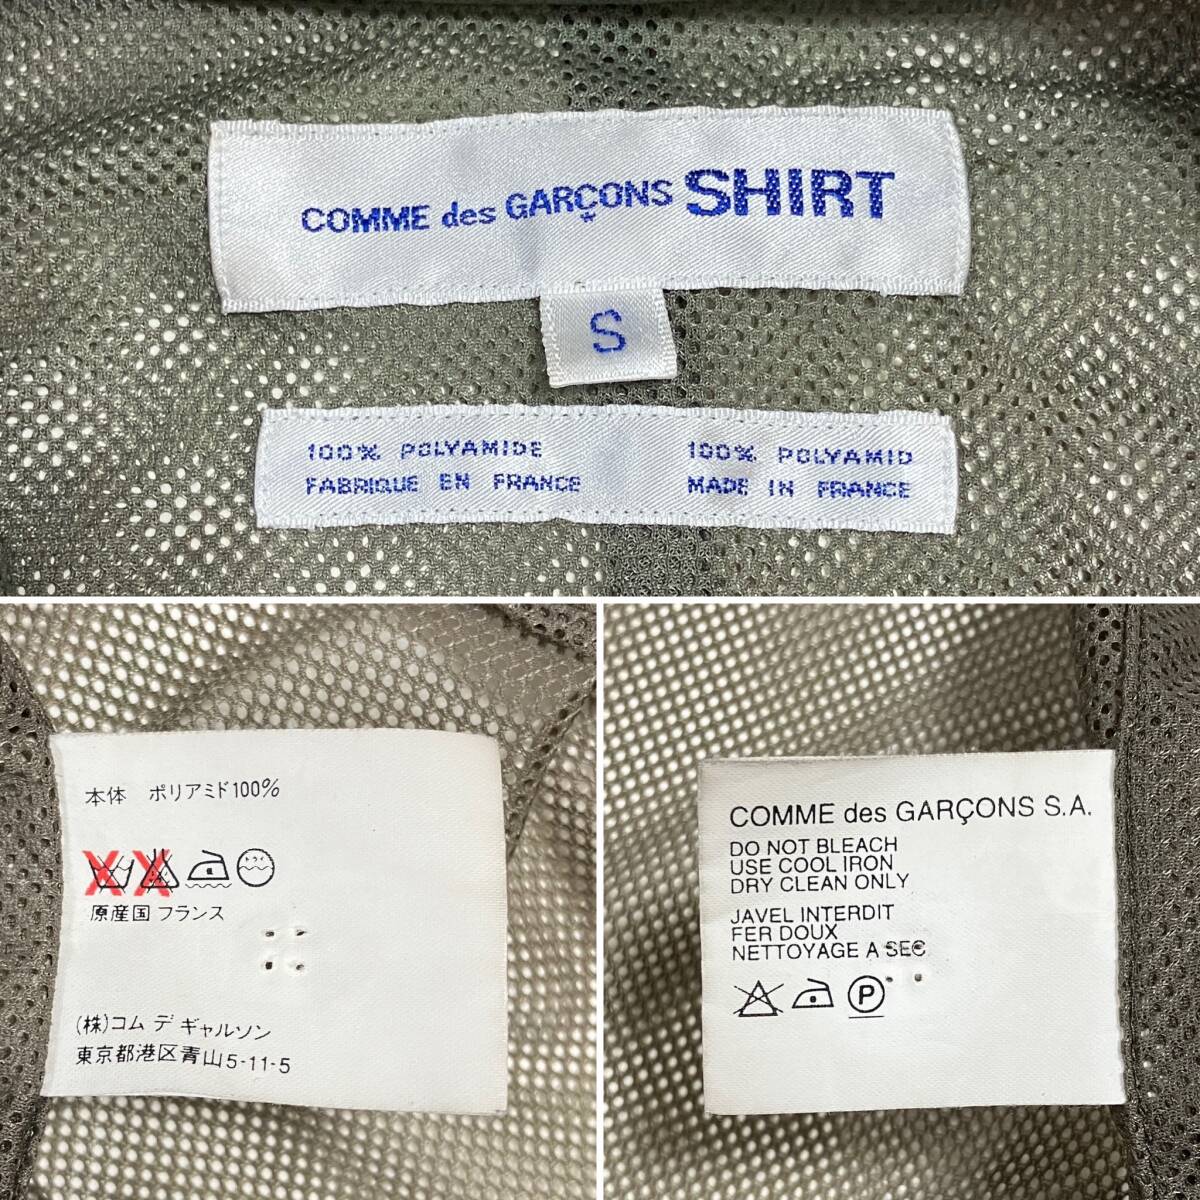 COMME des GARÇONS SHIRT
S
100% POLYAMIDE
FABRIQUE EN FRANCE
100% POLYAMID
MADE IN FRANCE
本体 ポリアミド100%
ドライ
原産国 フランス
(株)コム デ ギャルソン
東京都港区青山5-11-5
COMME des GARÇONS S.A.
DO NOT BLEACH
USE COOL IRON
DRY CLEAN ONLY
JAVEL INTERDIT
FER DOUX
NETTOYAGE A SEC
P